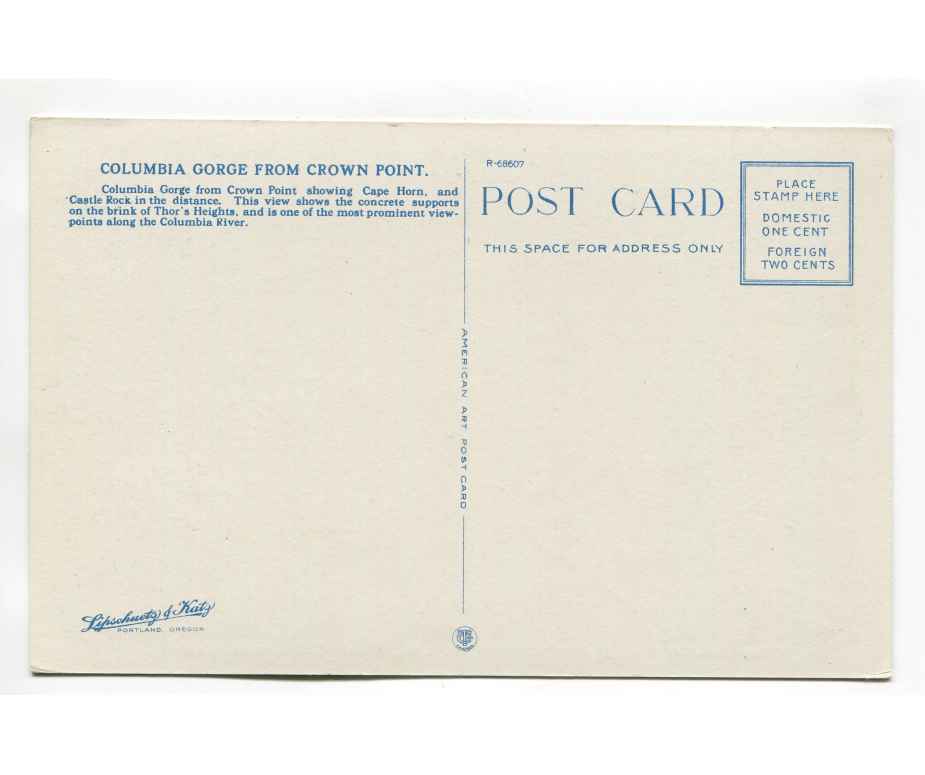 COLUMBIA GORGE FROM CROWN POINT.
Columbia Gorge from Crown Point showing Cape Horn, and
Castle Rock in the distance. This view shows the concrete supports
on the brink of Thor's Heights, and is one of the most prominent view-
points along the Columbia River.
Lipschuetz & Katz
PORTLAND, OREGON
AMERICAN ART POST CARD
R-68607
POST CARD
THIS SPACE FOR ADDRESS ONLY
PLACE
STAMP HERE
DOMESTIC
ONE CENT
FOREIGN
TWO CENTS